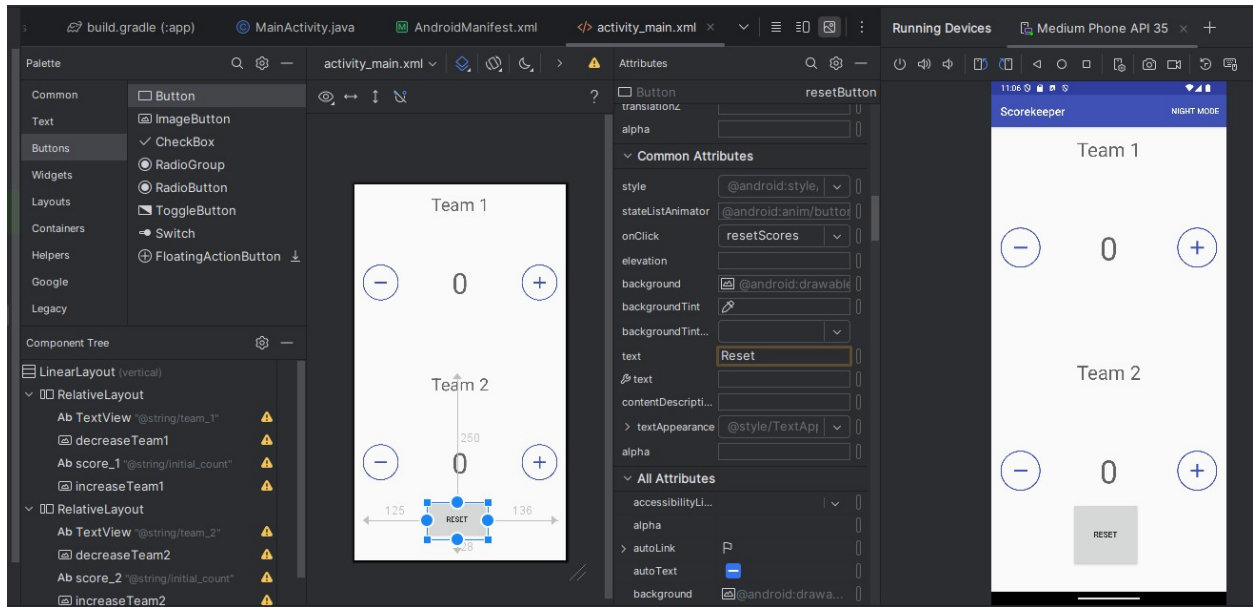 build.gradle (:app) MainActivity.java AndroidManifest.xml activity_main.xml Running Devices Medium Phone API 35
Palette
Common
Text
Buttons
Widgets
Layouts
Containers
Helpers
Google
Legacy
Button
ImageButton
CheckBox
RadioGroup
RadioButton
ToggleButton
Switch
FloatingActionButton
Component Tree
LinearLayout (vertical)
RelativeLayout
Ab TextView "@string/team_1"
decreaseTeam1
Ab score_1 "@string/initial_count"
increaseTeam1
RelativeLayout
Ab TextView "@string/team_2"
decreaseTeam2
Ab score_2 "@string/initial_count"
increaseTeam2
activity_main.xml
?
Team 1
0
Team 2
250
0
125 136
RESET
28
Attributes
Button resetButton
translationZ
alpha
Common Attributes
style @android:style,
stateListAnimator @android:anim/button
onClick resetScores
elevation
background @android:drawable
backgroundTint
backgroundTint...
text Reset
text
contentDescripti...
textAppearance @style/TextAp
alpha
All Attributes
accessibilityLi...
alpha
autoLink
autoText
background @android:drawa...
11:06
Scorekeeper NIGHT MODE
Team 1
0
Team 2
0
RESET